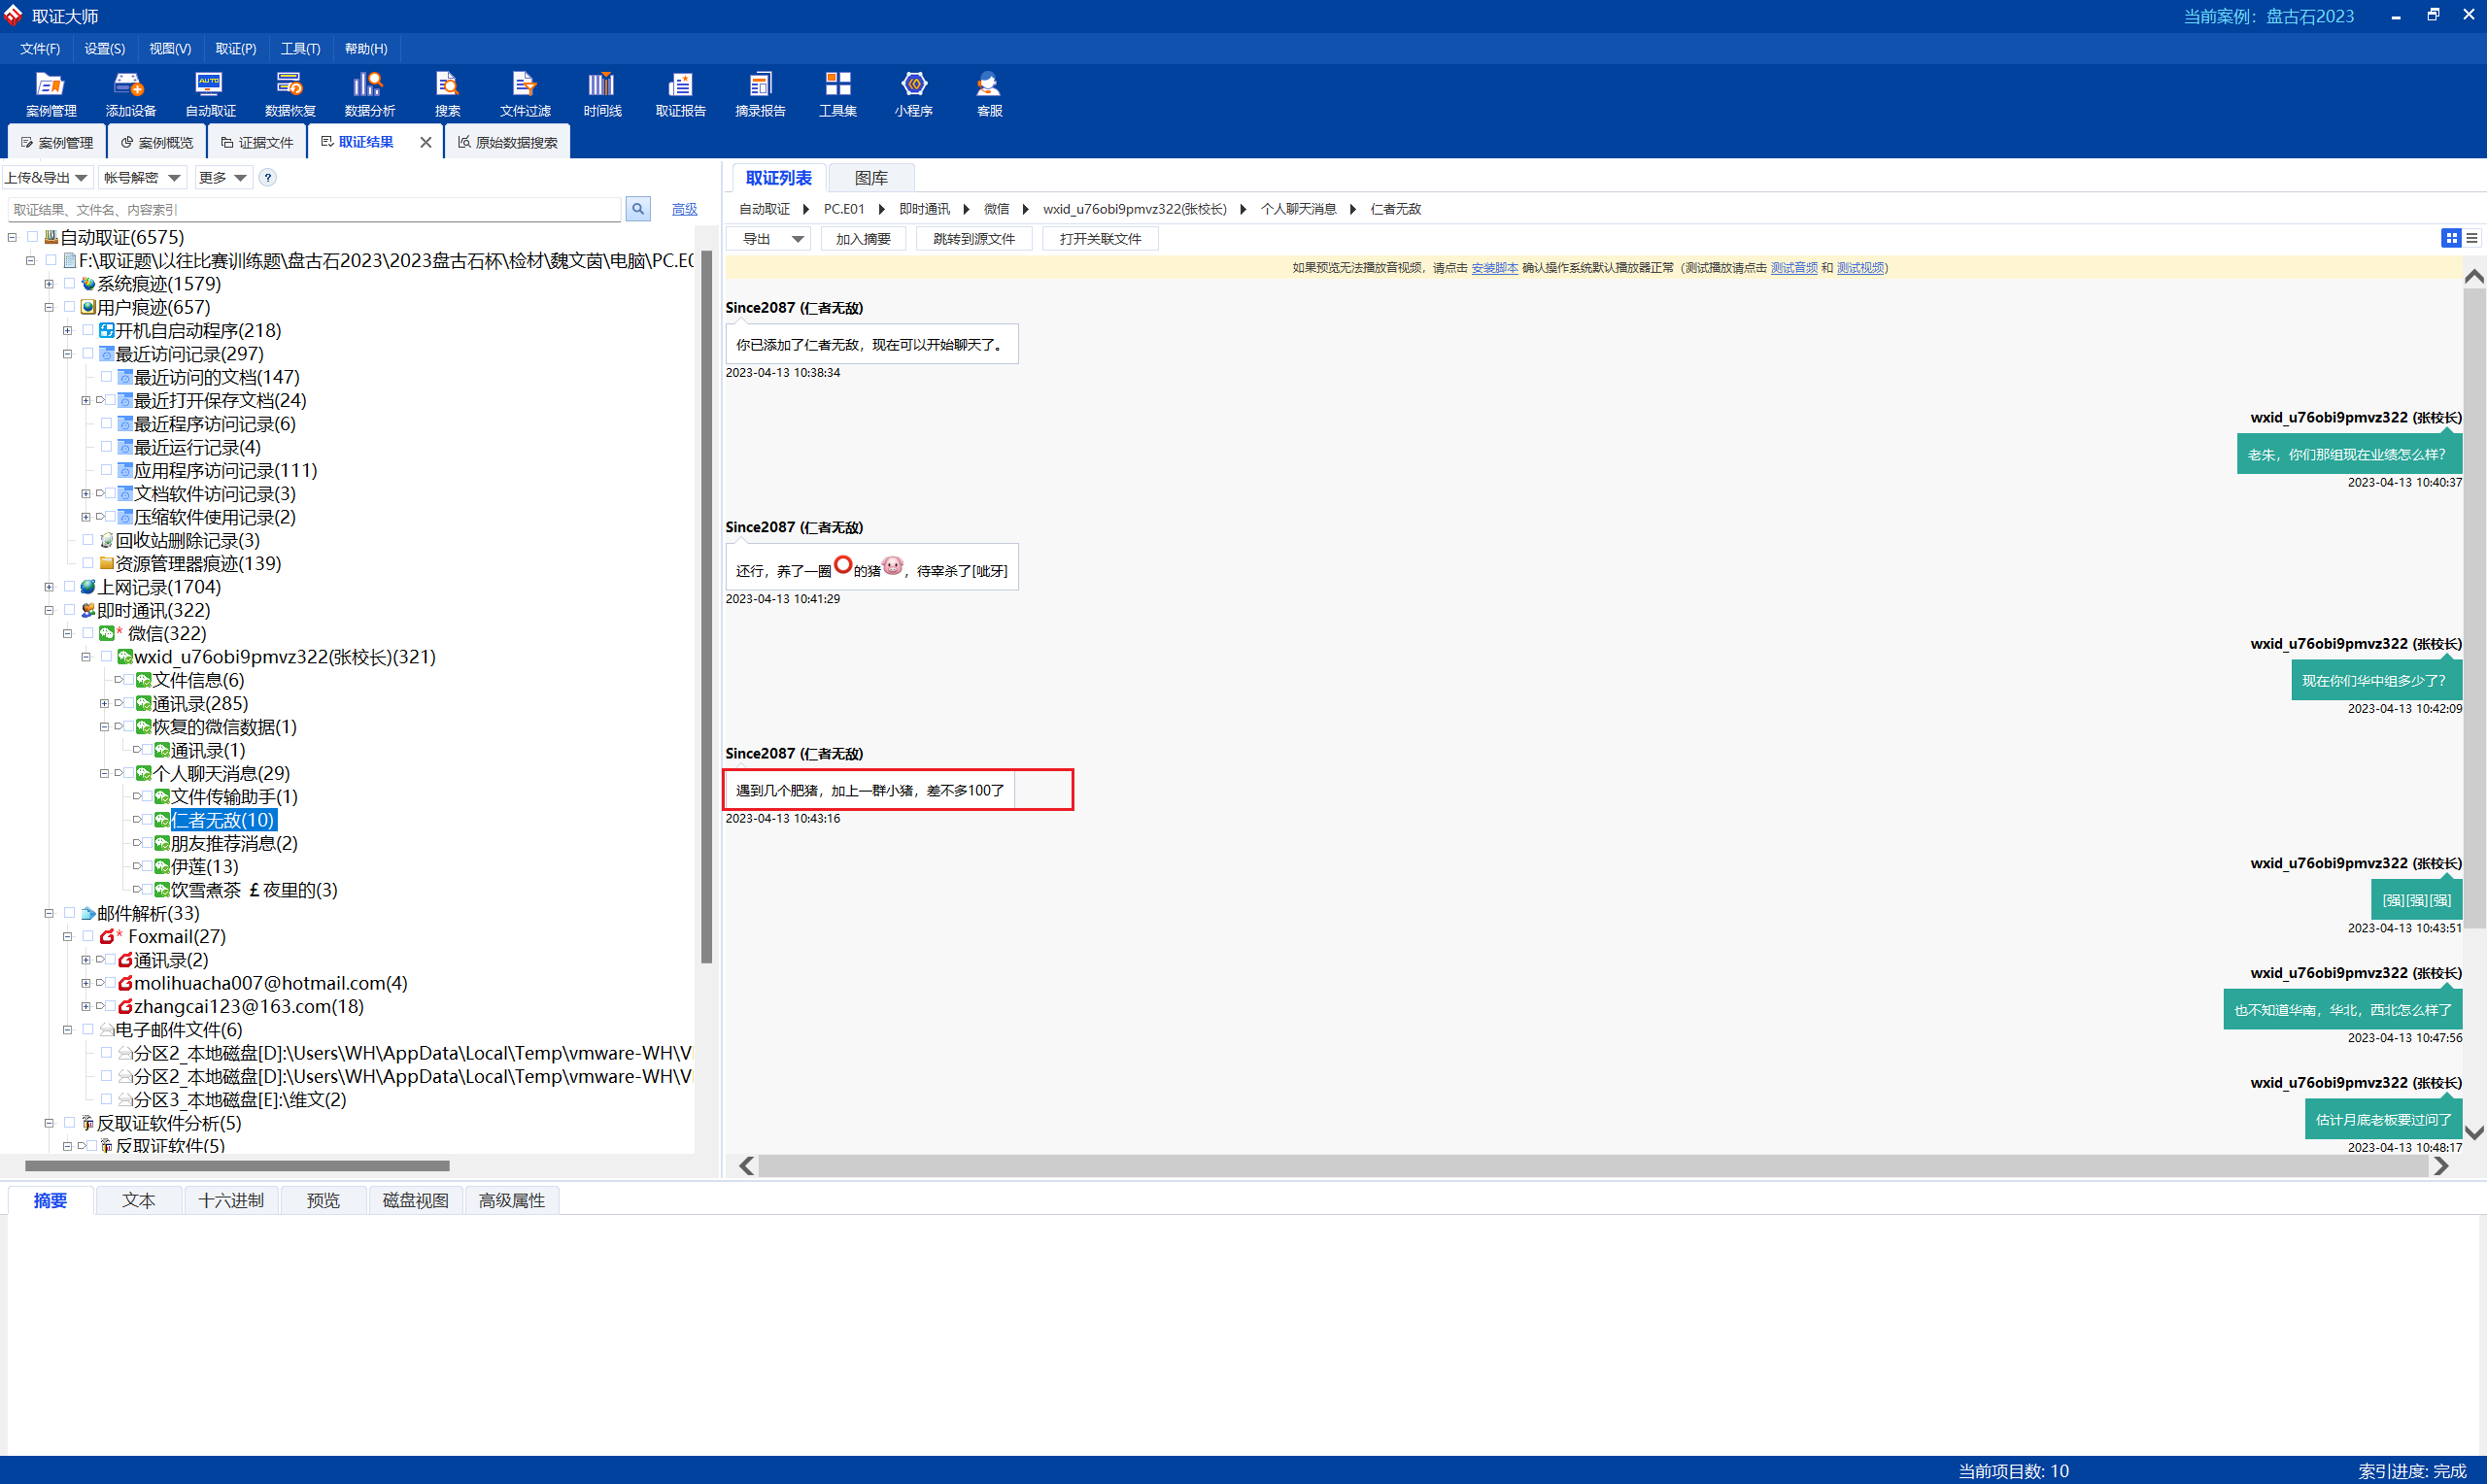 取证大师
当前案例：盘古石2023
文件(F) 设置(S) 视图(V) 取证(P) 工具(T) 帮助(H)
案例管理 添加设备 自动取证 数据恢复 数据分析 搜索 文件过滤 时间线 取证报告 摘录报告 工具集 小程序 客服
案例管理 案例概览 证据文件 取证结果 原始数据搜索
上传&导出 帐号解密 更多 ?
取证结果、文件名、内容索引 高级
自动取证(6575)
F:\取证题\以往比赛训练题\盘古石2023\2023盘古石杯\检材\魏文茵\电脑\PC.E0
系统痕迹(1579)
用户痕迹(657)
开机自启动程序(218)
最近访问记录(297)
最近访问的文档(147)
最近打开保存文档(24)
最近程序访问记录(6)
最近运行记录(4)
应用程序访问记录(111)
文档软件访问记录(3)
压缩软件使用记录(2)
回收站删除记录(3)
资源管理器痕迹(139)
上网记录(1704)
即时通讯(322)
* 微信(322)
wxid_u76obi9pmvz322(张校长)(321)
文件信息(6)
通讯录(285)
恢复的微信数据(1)
通讯录(1)
个人聊天消息(29)
文件传输助手(1)
仁者无敌(10)
朋友推荐消息(2)
伊莲(13)
饮雪煮茶 £夜里的(3)
邮件解析(33)
* Foxmail(27)
通讯录(2)
molihuacha007@hotmail.com(4)
zhangcai123@163.com(18)
电子邮件文件(6)
分区2_本地磁盘[D]:\Users\WH\AppData\Local\Temp\vmware-WH\V
分区2_本地磁盘[D]:\Users\WH\AppData\Local\Temp\vmware-WH\V
分区3_本地磁盘[E]:\维文(2)
反取证软件分析(5)
反取证软件(5)
取证列表 图库
自动取证 PC.E01 即时通讯 微信 wxid_u76obi9pmvz322(张校长) 个人聊天消息 仁者无敌
导出 加入摘要 跳转到源文件 打开关联文件
如果预览无法播放音视频，请点击 安装脚本 确认操作系统默认播放器正常（测试播放请点击 测试音频 和 测试视频）
Since2087 (仁者无敌)
你已添加了仁者无敌，现在可以开始聊天了。
2023-04-13 10:38:34
wxid_u76obi9pmvz322 (张校长)
老朱，你们那组现在业绩怎么样？
2023-04-13 10:40:37
Since2087 (仁者无敌)
还行，养了一圈⭕的猪🐷，待宰杀了[呲牙]
2023-04-13 10:41:29
wxid_u76obi9pmvz322 (张校长)
现在你们华中组多少了？
2023-04-13 10:42:09
Since2087 (仁者无敌)
遇到几个肥猪，加上一群小猪，差不多100了
2023-04-13 10:43:16
wxid_u76obi9pmvz322 (张校长)
[强][强][强]
2023-04-13 10:43:51
wxid_u76obi9pmvz322 (张校长)
也不知道华南，华北，西北怎么样了
2023-04-13 10:47:56
wxid_u76obi9pmvz322 (张校长)
估计月底老板要过问了
2023-04-13 10:48:17
摘要 文本 十六进制 预览 磁盘视图 高级属性
当前项目数: 10
索引进度: 完成